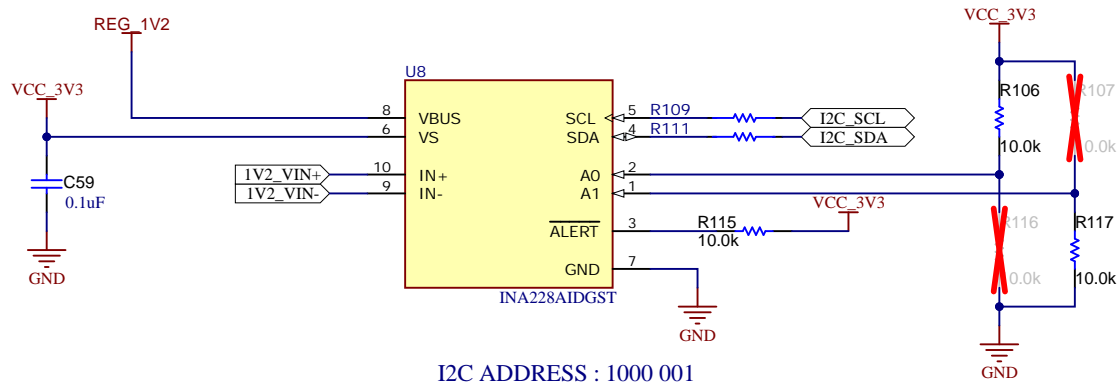 REG_1V2
VCC_3V3
C59
0.1uF
GND
U8
8 VBUS
6 VS
1V2_VIN+ 10 IN+
1V2_VIN- 9 IN-
SCL 5 R109 I2C_SCL
SDA 4 R111 I2C_SDA
A0 2
A1 1
ALERT 3 R115 10.0k VCC_3V3
GND 7
GND
INA228AIDGST
VCC_3V3
R106
10.0k
R107
R116
R117
10.0k
GND
I2C ADDRESS : 1000 001